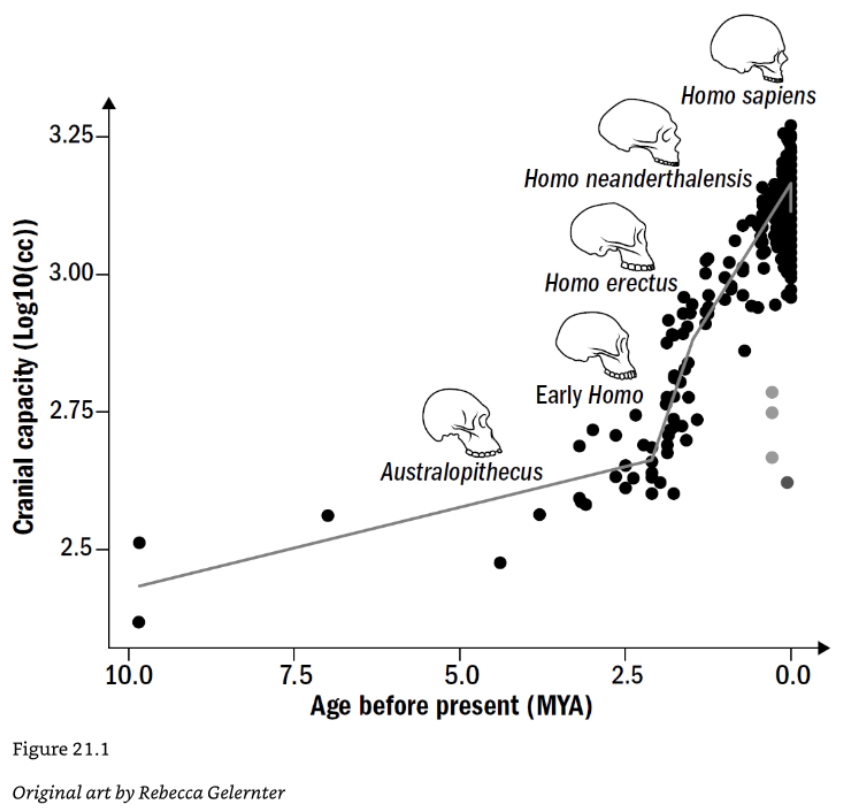 Homo sapiens
3.25
Homo neanderthalensis
3.00
Homo erectus
Early Homo
2.75
Australopithecus
2.5
Cranial capacity (Log10(cc))
10.0 7.5 5.0 2.5 0.0
Age before present (MYA)
Figure 21.1
Original art by Rebecca Gelernter